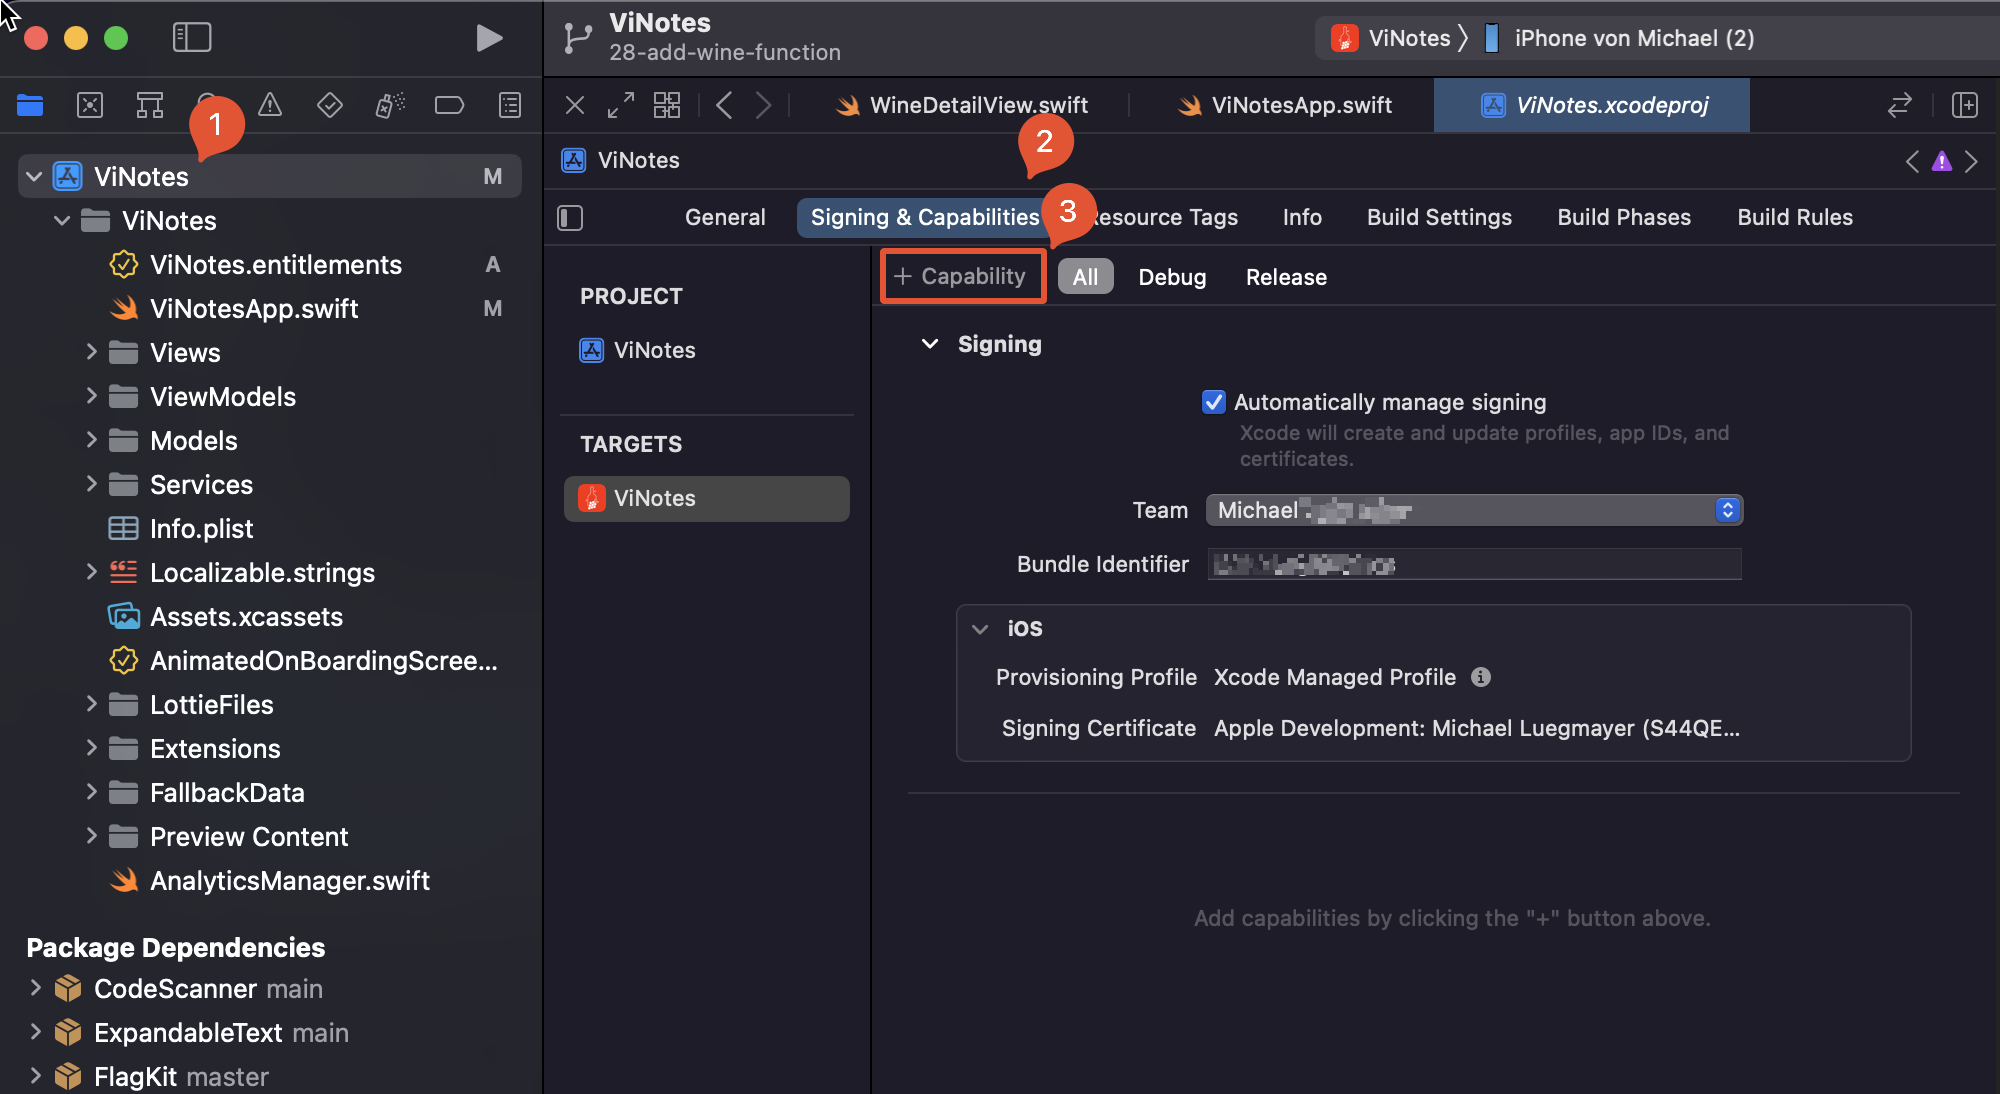 ViNotes
28-add-wine-function
ViNotes
iPhone von Michael (2)
WineDetailView.swift
ViNotesApp.swift
ViNotes.xcodeproj
1
2
3
ViNotes M
ViNotes
ViNotes.entitlements A
ViNotesApp.swift M
Views
ViewModels
Models
Services
Info.plist
Localizable.strings
Assets.xcassets
AnimatedOnBoardingScree...
LottieFiles
Extensions
FallbackData
Preview Content
AnalyticsManager.swift
Package Dependencies
CodeScanner main
ExpandableText main
FlagKit master
ViNotes
General
Signing & Capabilities
Resource Tags
Info
Build Settings
Build Phases
Build Rules
PROJECT
ViNotes
TARGETS
ViNotes
+ Capability
All
Debug
Release
Signing
Automatically manage signing
Xcode will create and update profiles, app IDs, and
certificates.
Team Michael
Bundle Identifier
iOS
Provisioning Profile Xcode Managed Profile
Signing Certificate Apple Development: Michael Luegmayer (S44QE...
Add capabilities by clicking the "+" button above.